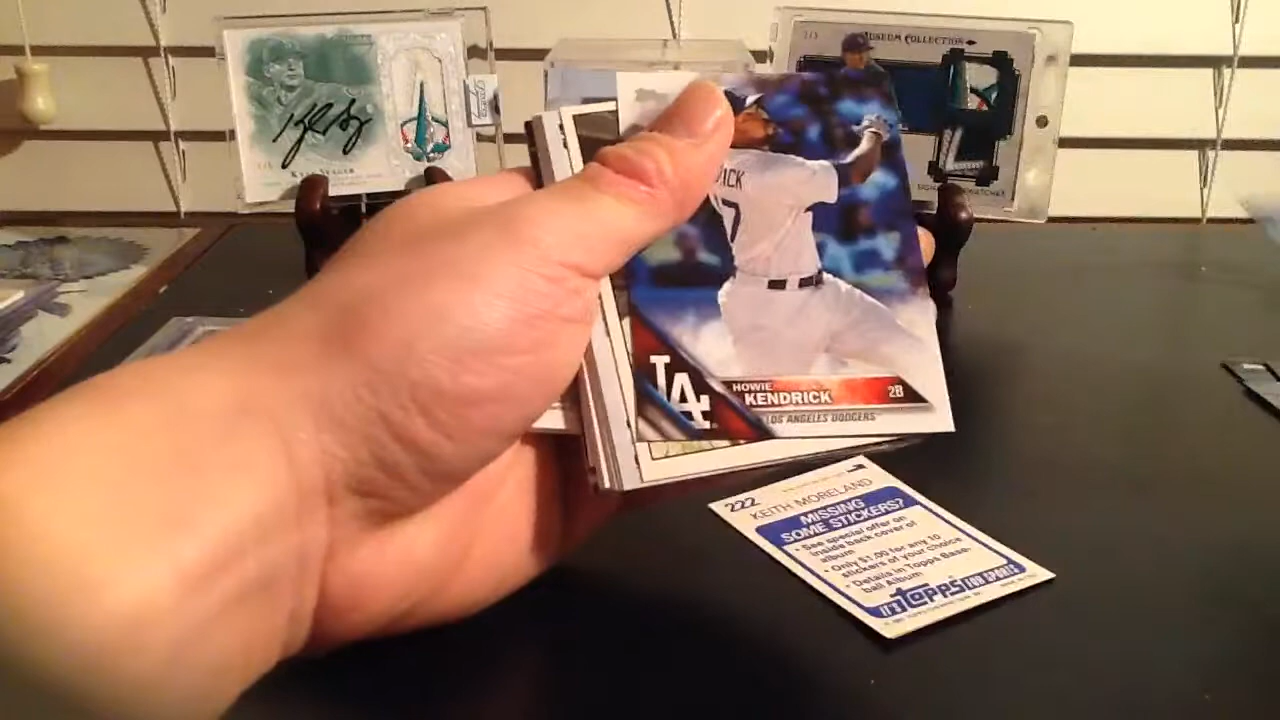 KYLE SEAGER
MUSEUM COLLECTION
ICK
7
LA
HOWIE
KENDRICK
2B
LOS ANGELES DODGERS
222
KEITH MORELAND
MISSING
SOME STICKERS?
• See special offer on
inside back cover of
album
• Only $1.00 for any 10
stickers of your choice
• Details in Topps Base-
ball Album
IT'S TOPPS FOR SPORTS